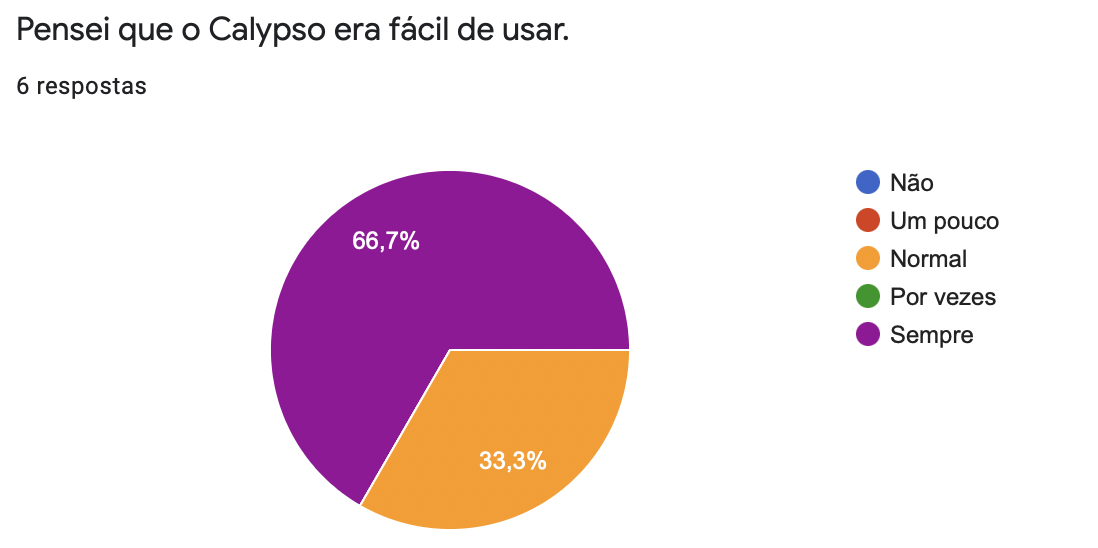 Pensei que o Calypso era fácil de usar.
6 respostas
66,7%
33,3%
Não
Um pouco
Normal
Por vezes
Sempre